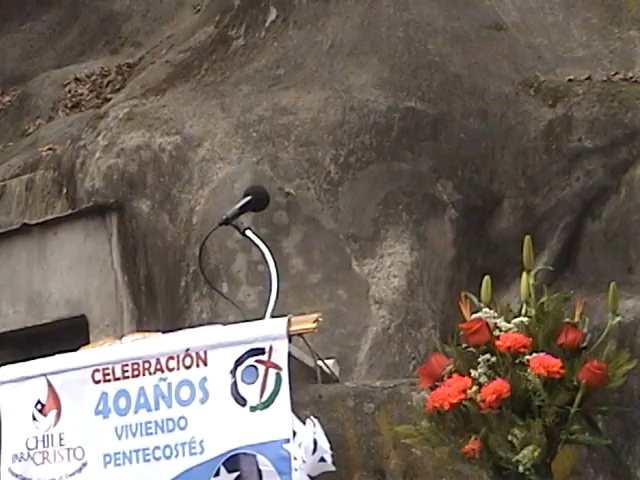 CELEBRACIÓN
40AÑOS
VIVIENDO
PENTECOSTÉS
CHILE
PARA CRISTO